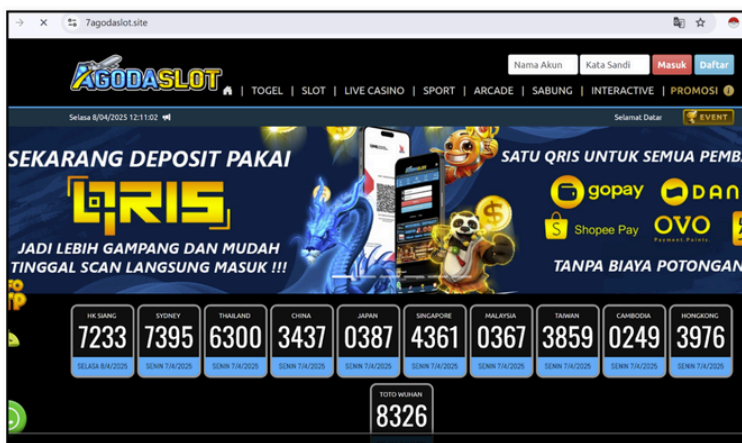 7agodaslot.site
AGODASLOT
Nama Akun Kata Sandi Masuk Daftar
| TOGEL | SLOT | LIVE CASINO | SPORT | ARCADE | SABUNG | INTERACTIVE | PROMOSI
Selasa 8/04/2025 12:11:02
Selamat Datar
EVENT
SEKARANG DEPOSIT PAKAI
QRIS
JADI LEBIH GAMPANG DAN MUDAH
TINGGAL SCAN LANGSUNG MASUK !!!
SATU QRIS UNTUK SEMUA PEMB
gopay DAN
Shopee Pay OVO
TANPA BIAYA POTONGAN
HK SIANG SYDNEY THAILAND CHINA JAPAN SINGAPORE MALAYSIA TAIWAN CAMBODIA HONGKONG
7233 7395 6300 3437 0387 4361 0367 3859 0249 3976
SELASA 8/4/2025 SENIN 7/4/2025 SENIN 7/4/2025 SENIN 7/4/2025 SENIN 7/4/2025 SENIN 7/4/2025 SENIN 7/4/2025 SENIN 7/4/2025 SENIN 7/4/2025 SENIN 7/4/2025
TOTO WUHAN
8326